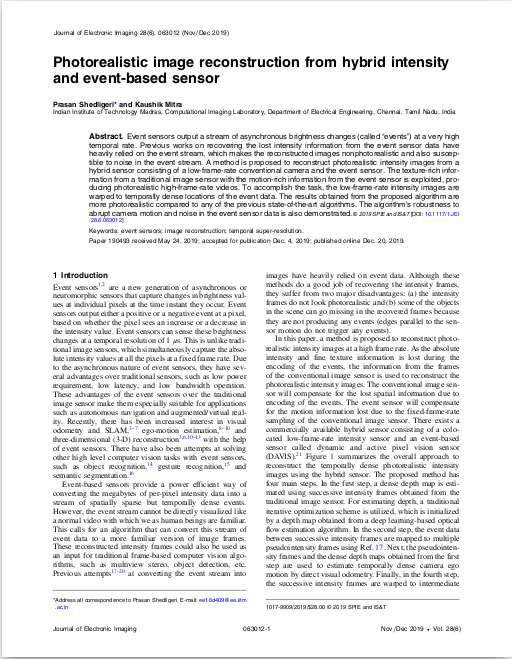 Journal of Electronic Imaging 28(6), 063012 (Nov/Dec 2019)
Photorealistic image reconstruction from hybrid intensity
and event-based sensor
Prasan Shedligeri* and Kaushik Mitra
Indian Institute of Technology Madras, Computational Imaging Laboratory, Department of Electrical Engineering, Chennai, Tamil Nadu, India
Abstract. Event sensors output a stream of asynchronous brightness changes (called “events”) at a very high
temporal rate. Previous works on recovering the lost intensity information from the event sensor data have
heavily relied on the event stream, which makes the reconstructed images nonphotorealistic and also suscep-
tible to noise in the event stream. A method is proposed to reconstruct photorealistic intensity images from a
hybrid sensor consisting of a low-frame-rate conventional camera and the event sensor. The texture-rich infor-
mation from a traditional image sensor with the motion-rich information from the event sensor is exploited, pro-
ducing photorealistic high-frame-rate videos. To accomplish the task, the low-frame-rate intensity images are
warped to temporally dense locations of the event data. The results obtained from the proposed algorithm are
more photorealistic compared to any of the previous state-of-the-art algorithms. The algorithm's robustness to
abrupt camera motion and noise in the event sensor data is also demonstrated. © 2019 SPIE and IS&T [DOI: 10.1117/1.JEI
.28.6.063012]
Keywords: event sensors; image reconstruction; temporal super-resolution.
Paper 190493 received May 24, 2019; accepted for publication Dec. 4, 2019; published online Dec. 20, 2019.
1 Introduction
Event sensors1,2 are a new generation of asynchronous or
neuromorphic sensors that capture changes in brightness val-
ues at individual pixels at the time instant they occur. Event
sensors output either a positive or a negative event at a pixel,
based on whether the pixel sees an increase or a decrease in
the intensity value. Event sensors can sense these brightness
changes at a temporal resolution of 1 μs. This is unlike tradi-
tional image sensors, which simultaneously capture the abso-
lute intensity values at all the pixels at a fixed frame rate. Due
to the asynchronous nature of event sensors, they have sev-
eral advantages over traditional sensors, such as low power
requirement, low latency, and low bandwidth operation.
These advantages of the event sensors over the traditional
image sensor make them especially suitable for applications
such as autonomous navigation and augmented/virtual real-
ity. Recently, there has been increased interest in visual
odometry and SLAM,3–7 ego-motion estimation,8–10 and
three-dimensional (3-D) reconstruction3,6,10–13 with the help
of event sensors. There have also been attempts at solving
other high level computer vision tasks with event sensors,
such as object recognition,14 gesture recognition,15 and
semantic segmentation.16
Event-based sensors provide a power efficient way of
converting the megabytes of per-pixel intensity data into a
stream of spatially sparse but temporally dense events.
However, the event stream cannot be directly visualized like
a normal video with which we as human beings are familiar.
This calls for an algorithm that can convert this stream of
event data to a more familiar version of image frames.
These reconstructed intensity frames could also be used as
an input for traditional frame-based computer vision algo-
rithms, such as multiview stereo, object detection, etc.
Previous attempts17–20 at converting the event stream into
*Address all correspondence to Prasan Shedligeri, E-mail: ee16d409@ee.iitm
.ac.in
images have heavily relied on event data. Although these
methods do a good job of recovering the intensity frames,
they suffer from two major disadvantages: (a) the intensity
frames do not look photorealistic and (b) some of the objects
in the scene can go missing in the recovered frames because
they are not producing any events (edges parallel to the sen-
sor motion do not trigger any events).
In this paper, a method is proposed to reconstruct photo-
realistic intensity images at a high frame rate. As the absolute
intensity and fine texture information is lost during the
encoding of the events, the information from the frames
of the conventional image sensor is used to reconstruct the
photorealistic intensity images. The conventional image sen-
sor will compensate for the lost spatial information due to
encoding of the events. The event sensor will compensate
for the motion information lost due to the fixed-frame-rate
sampling of the conventional image sensor. There exists a
commercially available hybrid sensor consisting of a colo-
cated low-frame-rate intensity sensor and an event-based
sensor called dynamic and active pixel vision sensor
(DAVIS).21 Figure 1 summarizes the overall approach to
reconstruct the temporally dense photorealistic intensity
images using the hybrid sensor. The proposed method has
four main steps. In the first step, a dense depth map is esti-
mated using successive intensity frames obtained from the
traditional image sensor. For estimating depth, a traditional
iterative optimization scheme is utilized, which is initialized
by a depth map obtained from a deep learning-based optical
flow estimation algorithm. In the second step, the event data
between successive intensity frames are mapped to multiple
pseudointensity frames using Ref. 17. Next, the pseudointen-
sity frames and the dense depth maps obtained from the first
step are used to estimate temporally dense camera ego
motion by direct visual odometry. Finally, in the fourth step,
the successive intensity frames are warped to intermediate
1017-9909/2019/$28.00 © 2019 SPIE and IS&T
Journal of Electronic Imaging
063012-1
Nov/Dec 2019 • Vol. 28(6)